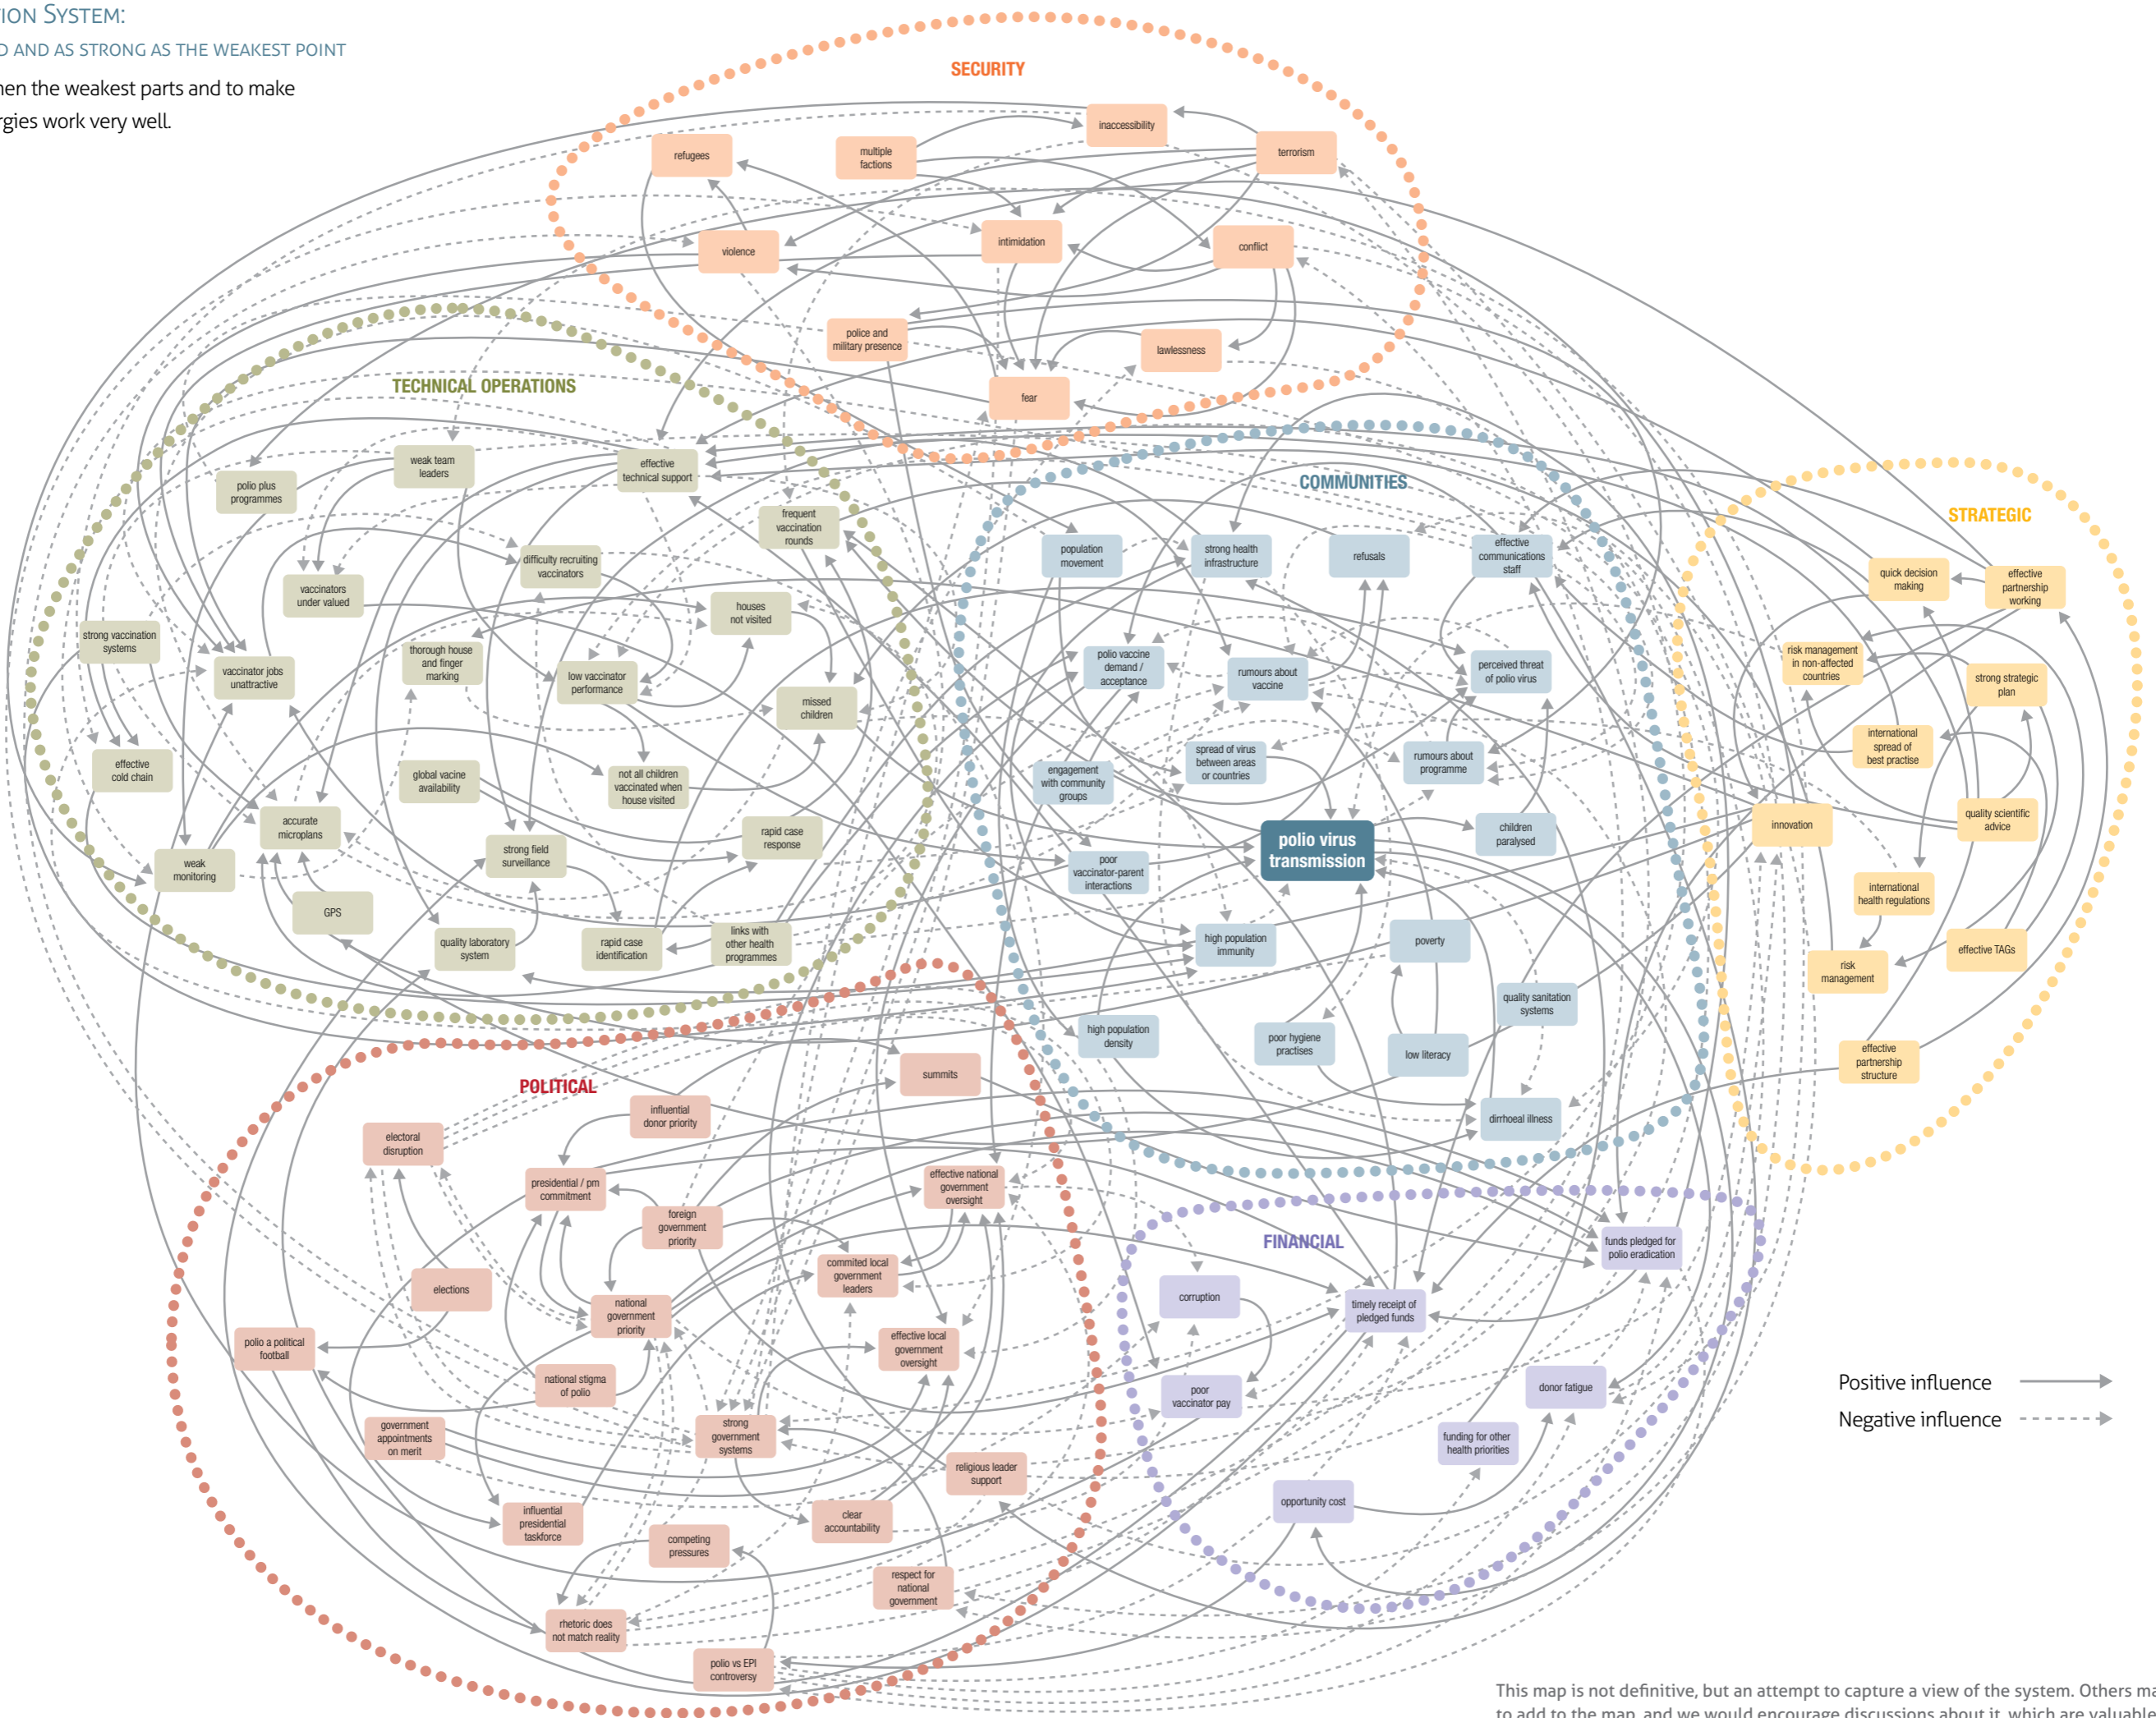 TION SYSTEM:
D AND AS STRONG AS THE WEAKEST POINT
hen the weakest parts and to make
rgies work very well.
SECURITY
inaccessibility
refugees
multiple
factions
terrorism
violence
intimidation
conflict
police and
military presence
lawlessness
fear
TECHNICAL OPERATIONS
polio plus
programmes
weak team
leaders
effective
technical support
frequent
vaccination
rounds
difficulty recruiting
vaccinators
vaccinators
under valued
houses
not visited
strong vaccination
systems
vaccinator jobs
unattractive
thorough house
and finger
marking
low vaccinator
performance
missed
children
effective
cold chain
global vacine
availability
not all children
vaccinated when
house visited
accurate
microplans
strong field
surveillance
rapid case
response
weak
monitoring
GPS
quality laboratory
system
rapid case
identification
links with
other health
programmes
COMMUNITIES
population
movement
strong health
infrastructure
refusals
effective
communications
staff
polio vaccine
demand /
acceptance
rumours about
vaccine
perceived threat
of polio virus
engagement
with community
groups
spread of virus
between areas
or countries
rumours about
programme
polio virus
transmission
children
paralysed
poor
vaccinator-parent
interactions
high population
immunity
poverty
quality sanitation
systems
high population
density
poor hygiene
practises
low literacy
dirrhoeal illness
STRATEGIC
quick decision
making
effective
partnership
working
risk management
in non-affected
countries
strong strategic
plan
international
spread of
best practise
innovation
quality scientific
advice
international
health regulations
risk
management
effective TAGs
effective
partnership
structure
POLITICAL
summits
influential
donor priority
electoral
disruption
presidential / pm
commitment
effective national
government
oversight
foreign
government
priority
commited local
government
leaders
elections
national
government
priority
polio a political
football
effective local
government
oversight
national stigma
of polio
government
appointments
on merit
strong
government
systems
religious leader
support
influential
presidential
taskforce
clear
accountability
competing
pressures
respect for
national
government
rhetoric does
not match reality
polio vs EPI
controversy
FINANCIAL
funds pledged for
polio eradication
corruption
timely receipt of
pledged funds
poor
vaccinator pay
donor fatigue
funding for other
health priorities
opportunity cost
Positive influence
Negative influence
This map is not definitive, but an attempt to capture a view of the system. Others ma
to add to the map, and we would encourage discussions about it, which are valuable